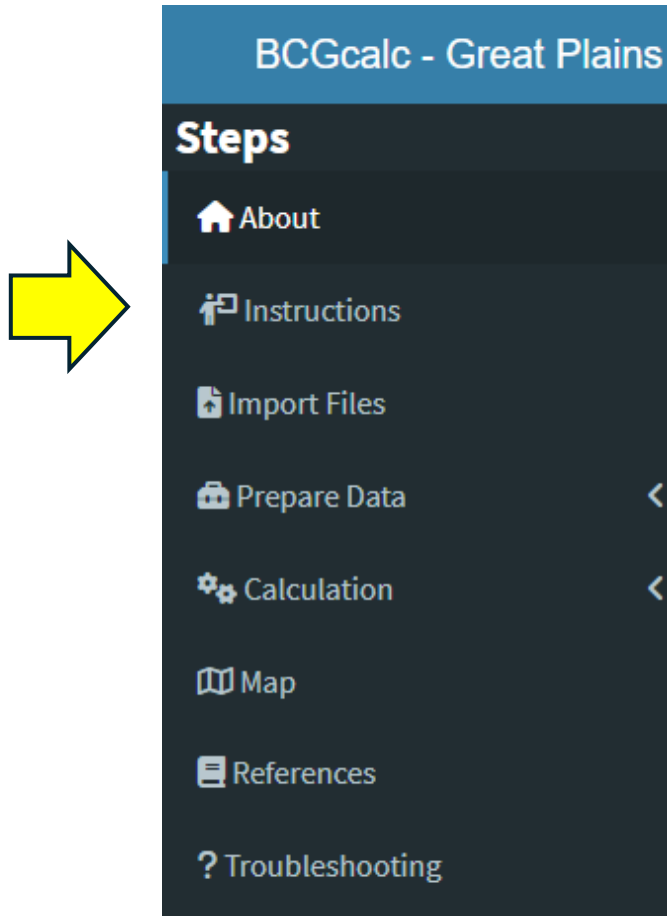 BCGcalc - Great Plains
Steps
About
Instructions
Import Files
Prepare Data
Calculation
Map
References
? Troubleshooting